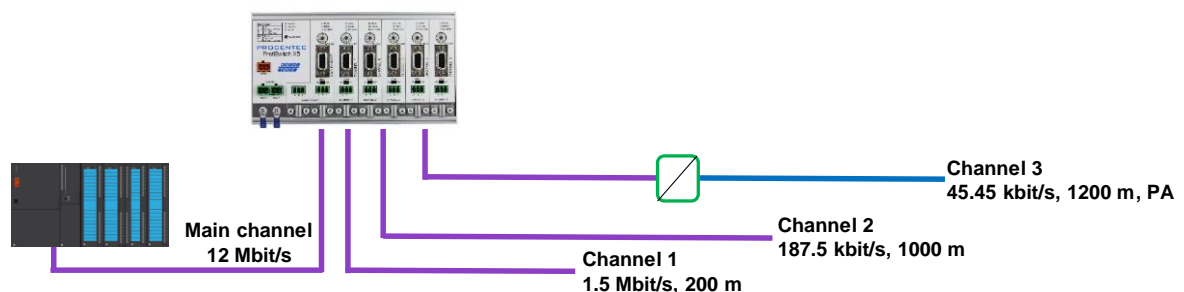 PROCENTEC
ProfiSwitch X5
Channel 3
45.45 kbit/s, 1200 m, PA
Channel 2
187.5 kbit/s, 1000 m
Main channel
12 Mbit/s
Channel 1
1.5 Mbit/s, 200 m